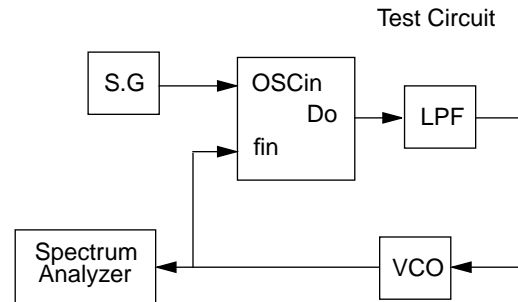 Test Circuit
S.G
OSCin
Do
LPF
fin
Spectrum
Analyzer
VCO